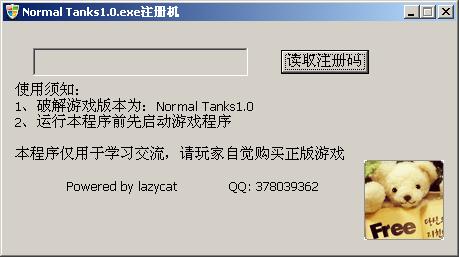 Normal Tanks1.0.exe注册机
读取注册码
使用须知：
1、破解游戏版本为：Normal Tanks1.0
2、运行本程序前先启动游戏程序
本程序仅用于学习交流，请玩家自觉购买正版游戏
Powered by lazycat QQ: 378039362
Free